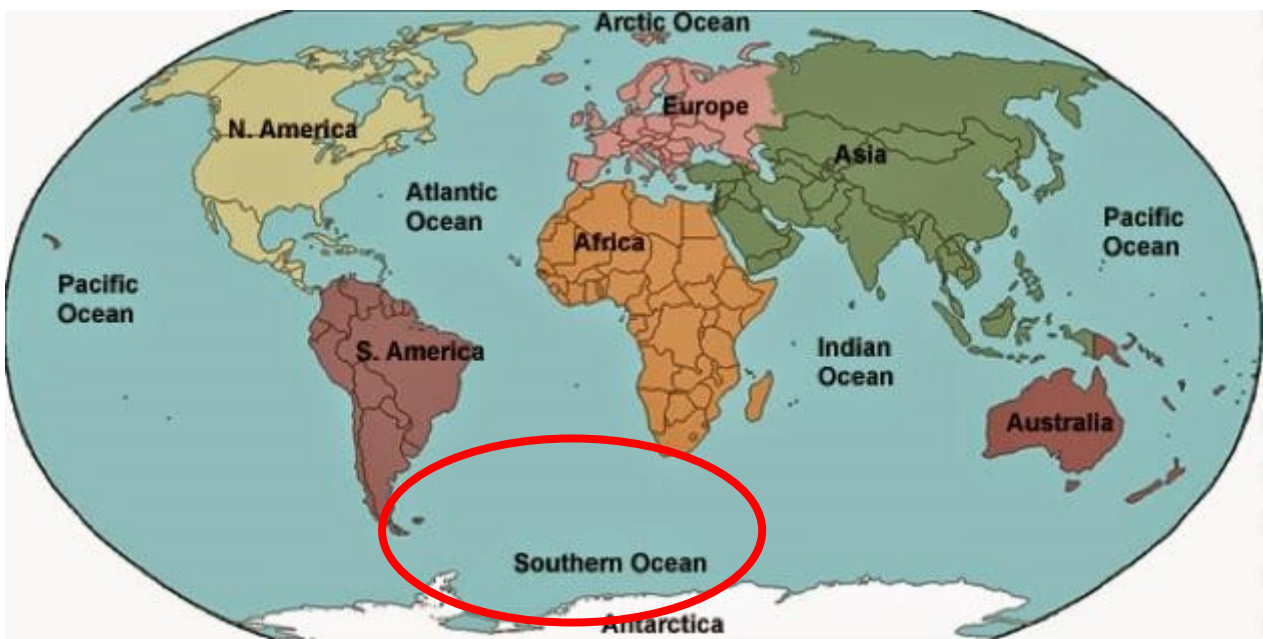 Arctic Ocean
Europe
N. America
Asia
Atlantic
Ocean
Pacific
Ocean
Africa
Pacific
Ocean
S. America
Indian
Ocean
Australia
Southern Ocean
Antarctica